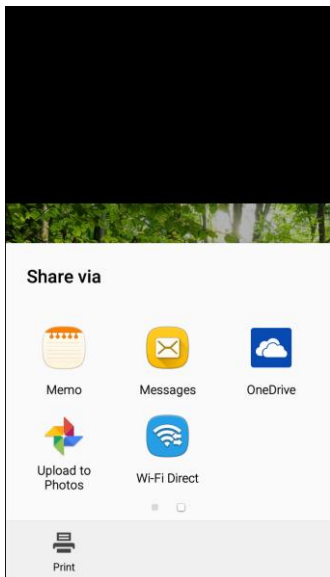 Share via
Memo
Messages
OneDrive
Upload to
Photos
Wi-Fi Direct
Print